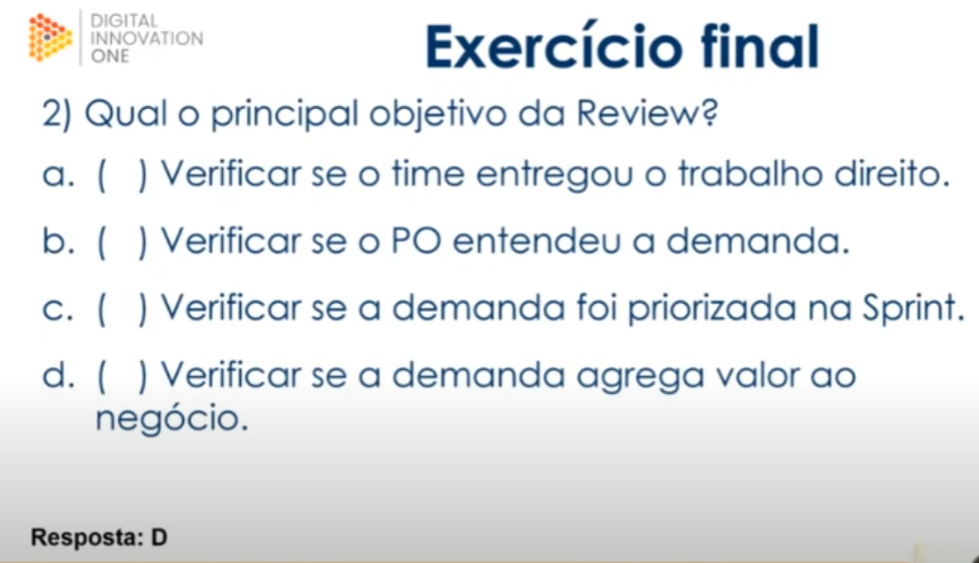 DIGITAL
INNOVATION
ONE
Exercício final
2) Qual o principal objetivo da Review?
a. ( ) Verificar se o time entregou o trabalho direito.
b. ( ) Verificar se o PO entendeu a demanda.
c. ( ) Verificar se a demanda foi priorizada na Sprint.
d. ( ) Verificar se a demanda agrega valor ao
negócio.
Resposta: D